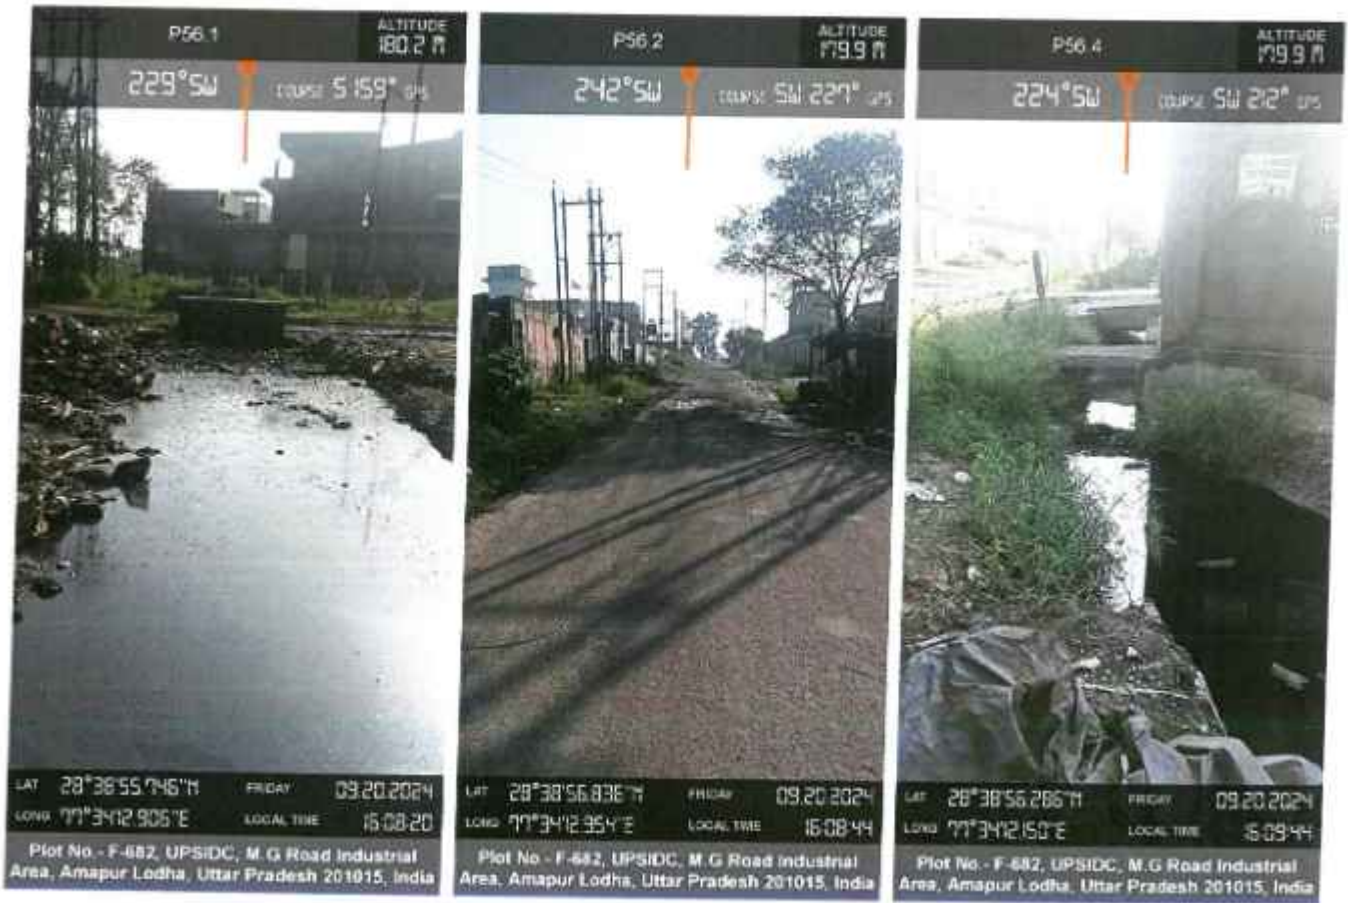 P56.1
ALTITUDE
180.2 m
229°SW
COURSE S 159° GPS
LAT 28°38'55.746"N FRIDAY 09.20.2024
LONG 77°34'12.906"E LOCAL TIME 16:08:20
Plot No.- F-682, UPSIDC, M.G Road Industrial
Area, Amapur Lodha, Uttar Pradesh 201015, India
P56.2
ALTITUDE
179.9 m
242°SW
COURSE SW 227° GPS
LAT 28°38'56.836"N FRIDAY 09.20.2024
LONG 77°34'12.954"E LOCAL TIME 16:08:44
Plot No.- F-682, UPSIDC, M.G Road Industrial
Area, Amapur Lodha, Uttar Pradesh 201015, India
P56.4
ALTITUDE
179.9 m
224°SW
COURSE SW 212° GPS
LAT 28°38'56.286"N FRIDAY 09.20.2024
LONG 77°34'12.150"E LOCAL TIME 16:09:44
Plot No.- F-682, UPSIDC, M.G Road Industrial
Area, Amapur Lodha, Uttar Pradesh 201015, India